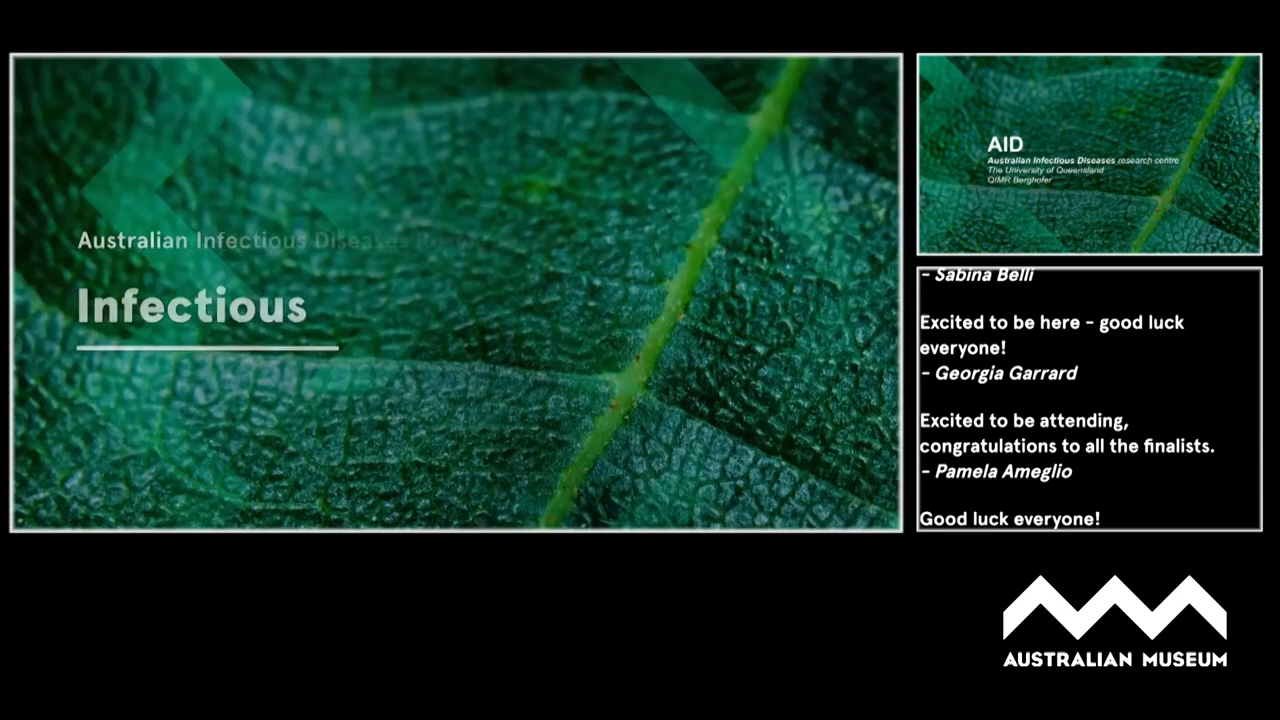 Australian Infectious Diseases
Infectious
AID
Australian Infectious Diseases research centre
The University of Queensland
QIMR Berghofer
- Sabina Belli
Excited to be here - good luck
everyone!
- Georgia Garrard
Excited to be attending,
congratulations to all the finalists.
- Pamela Ameglio
Good luck everyone!
AUSTRALIAN MUSEUM